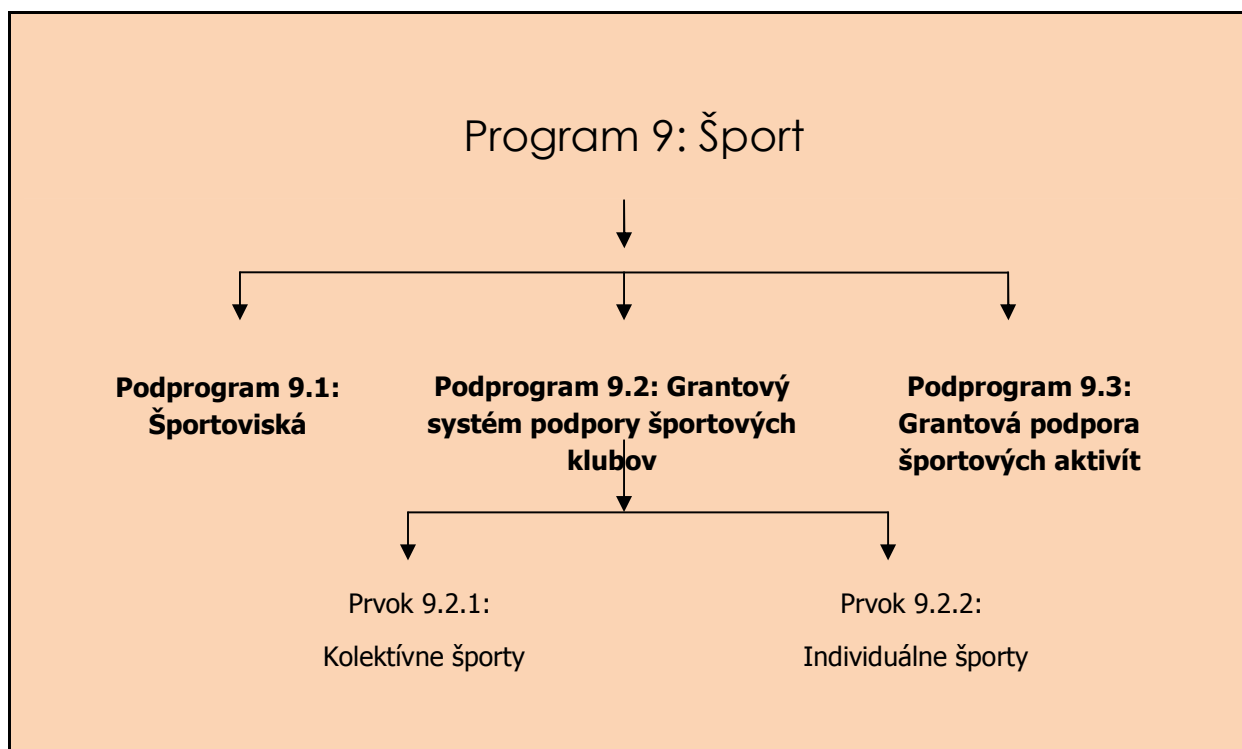 Program 9: Šport
Podprogram 9.1:
Športoviská
Podprogram 9.2: Grantový
systém podpory športových
klubov
Podprogram 9.3:
Grantová podpora
športových aktivít
Prvok 9.2.1:
Kolektívne športy
Prvok 9.2.2:
Individuálne športy